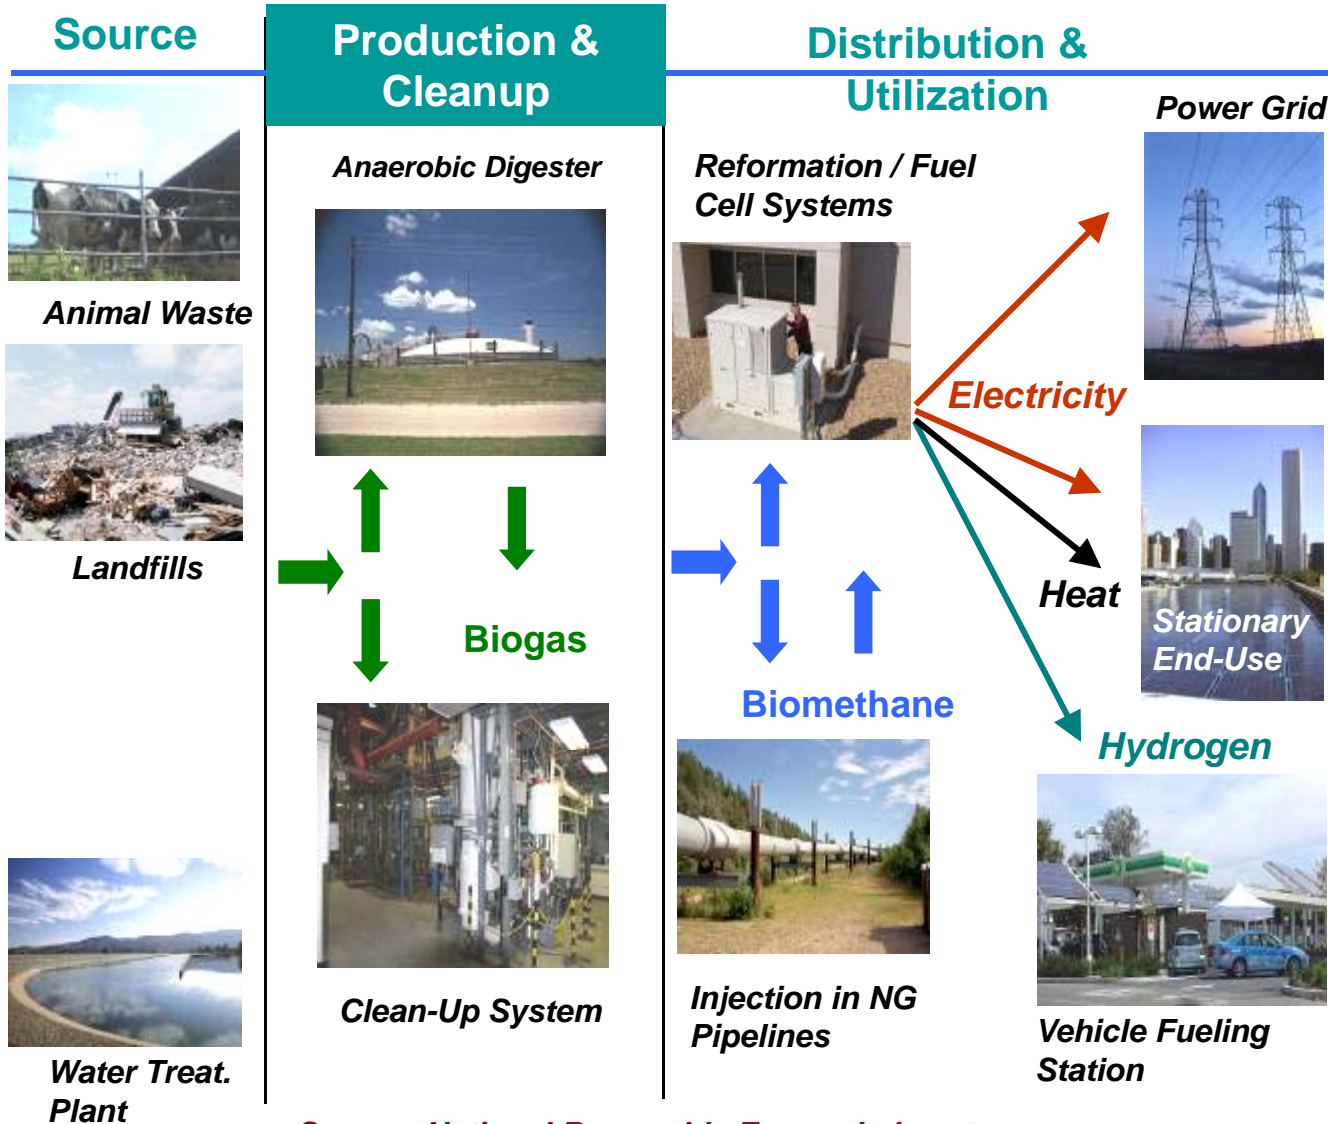 Source
Production &
Cleanup
Distribution &
Utilization
Animal Waste
Landfills
Water Treat.
Plant
Anaerobic Digester
Biogas
Clean-Up System
Reformation / Fuel
Cell Systems
Biomethane
Injection in NG
Pipelines
Power Grid
Electricity
Heat
Stationary
End-Use
Hydrogen
Vehicle Fueling
Station